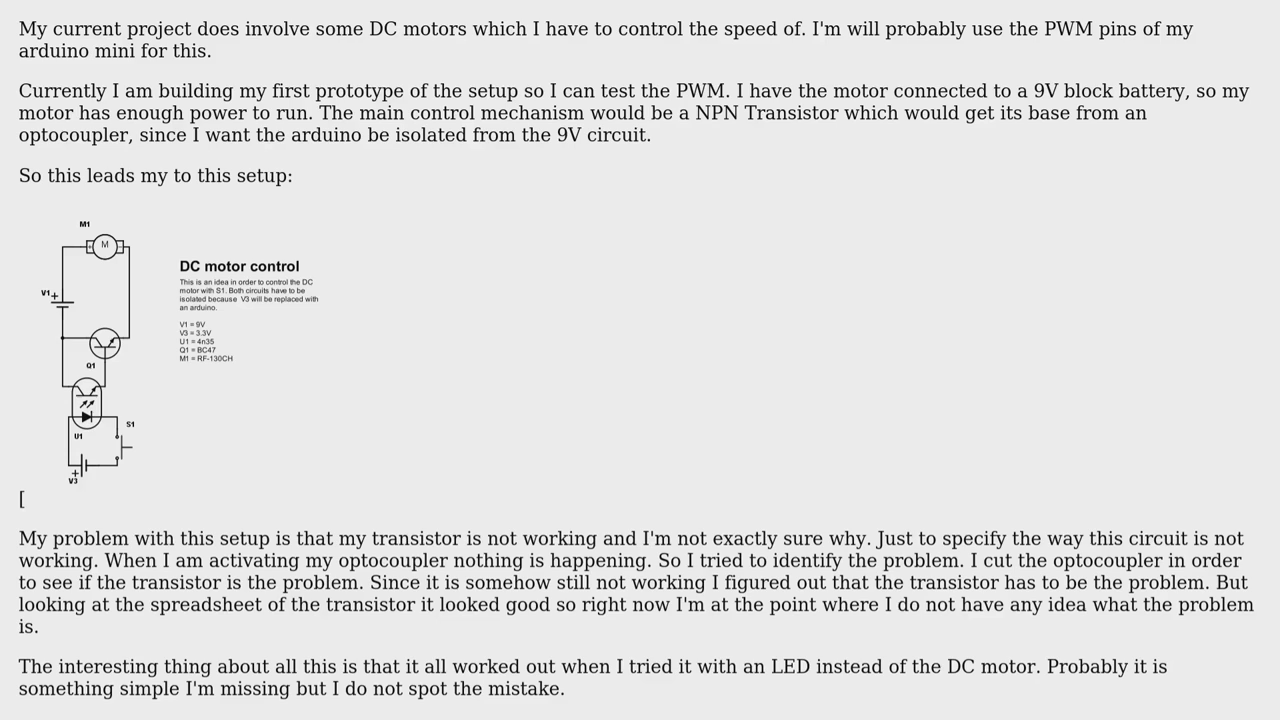 My current project does involve some DC motors which I have to control the speed of. I'm will probably use the PWM pins of my
arduino mini for this.
Currently I am building my first prototype of the setup so I can test the PWM. I have the motor connected to a 9V block battery, so my
motor has enough power to run. The main control mechanism would be a NPN Transistor which would get its base from an
optocoupler, since I want the arduino be isolated from the 9V circuit.
So this leads my to this setup:
M1
M
V1
+
Q1
U1
S1
+
V3
DC motor control
This is an idea in order to control the DC
motor with S1. Both circuits have to be
isolated because V3 will be replaced with
an arduino.
V1 = 9V
V3 = 3.3V
U1 = 4n35
Q1 = BC47
M1 = RF-130CH
[
My problem with this setup is that my transistor is not working and I'm not exactly sure why. Just to specify the way this circuit is not
working. When I am activating my optocoupler nothing is happening. So I tried to identify the problem. I cut the optocoupler in order
to see if the transistor is the problem. Since it is somehow still not working I figured out that the transistor has to be the problem. But
looking at the spreadsheet of the transistor it looked good so right now I'm at the point where I do not have any idea what the problem
is.
The interesting thing about all this is that it all worked out when I tried it with an LED instead of the DC motor. Probably it is
something simple I'm missing but I do not spot the mistake.